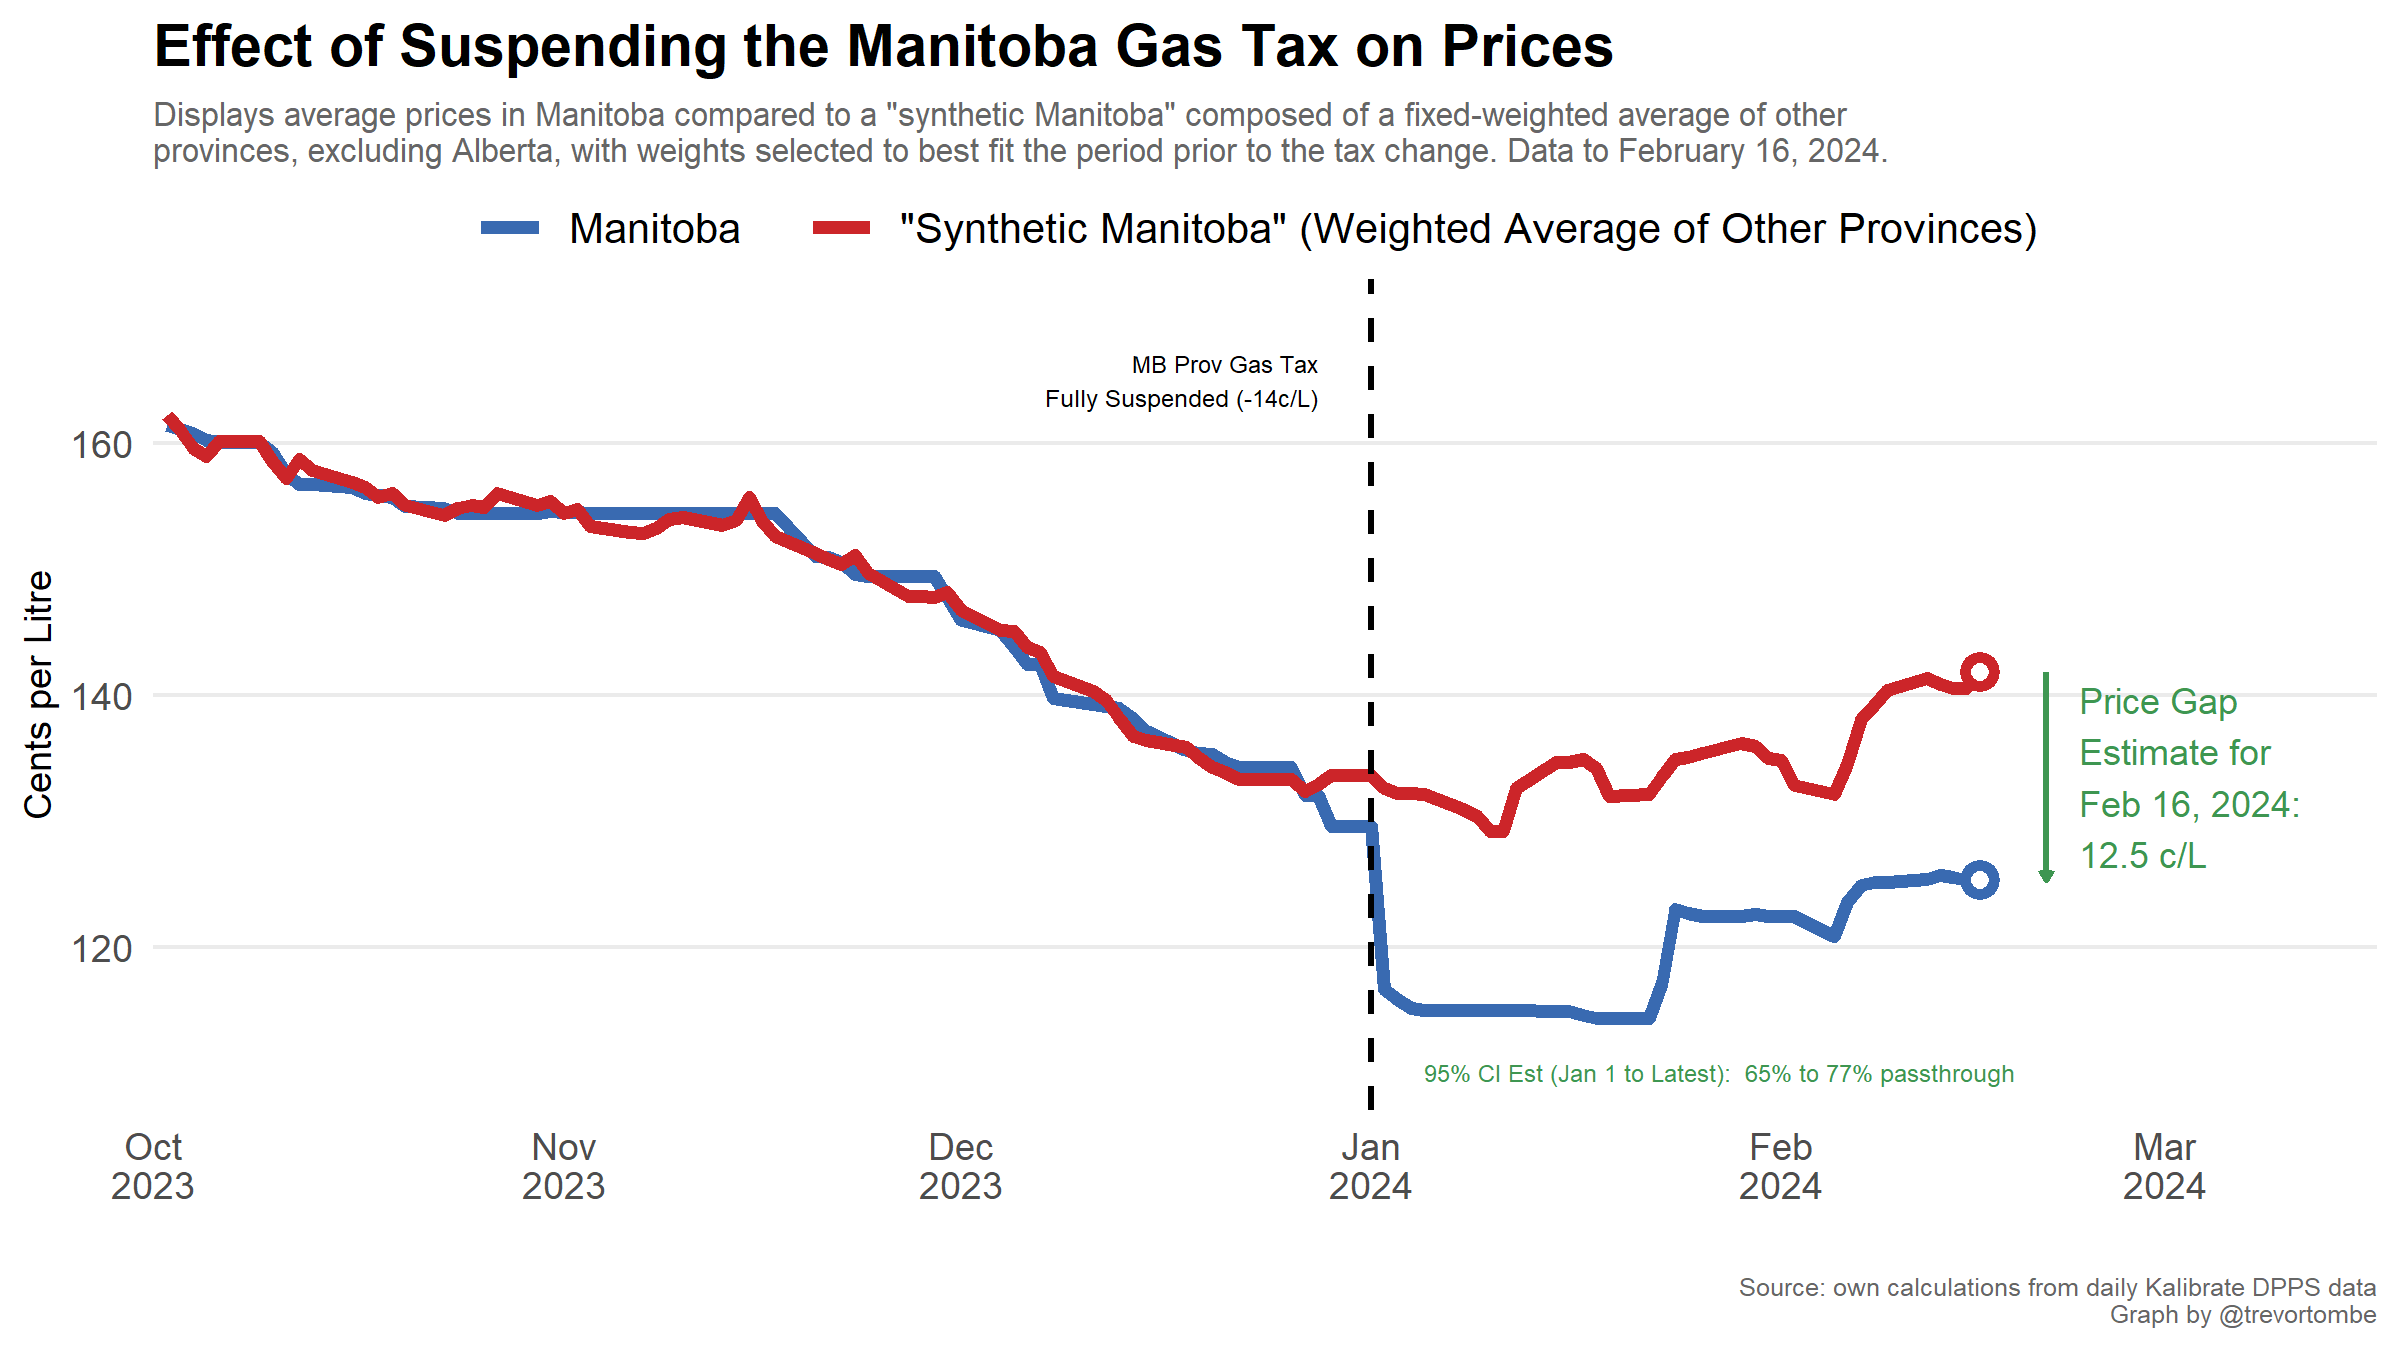 Effect of Suspending the Manitoba Gas Tax on Prices
Displays average prices in Manitoba compared to a "synthetic Manitoba" composed of a fixed-weighted average of other
provinces, excluding Alberta, with weights selected to best fit the period prior to the tax change. Data to February 16, 2024.
Manitoba
"Synthetic Manitoba" (Weighted Average of Other Provinces)
MB Prov Gas Tax
Fully Suspended (-14c/L)
160
140
120
Cents per Litre
Price Gap
Estimate for
Feb 16, 2024:
12.5 c/L
95% CI Est (Jan 1 to Latest): 65% to 77% passthrough
Oct
2023
Nov
2023
Dec
2023
Jan
2024
Feb
2024
Mar
2024
Source: own calculations from daily Kalibrate DPPS data
Graph by @trevortombe